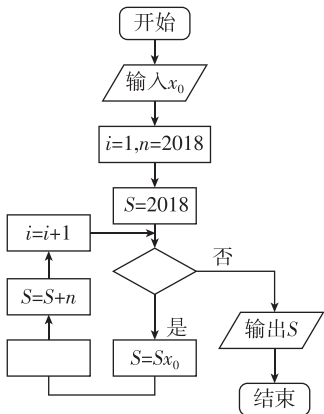 开始
输入x₀
i=1,n=2018
S=2018
i=i+1
否
S=S+n
输出S
是
S=Sx₀
结束